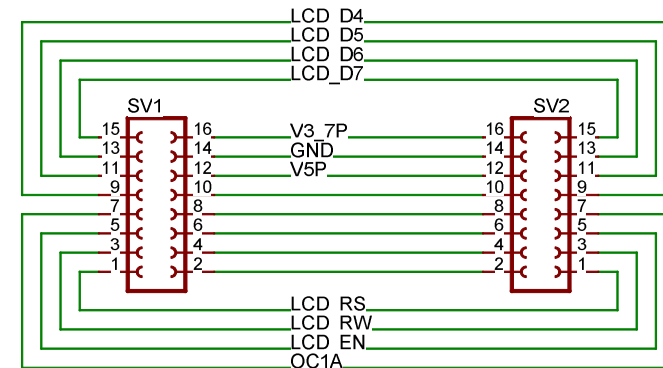 LCD_D4
LCD_D5
LCD_D6
LCD_D7
SV1 SV2
15 16 V3_7P 16 15
13 14 GND 14 13
11 12 V5P 12 11
9 10 10 9
7 8 8 7
5 6 6 5
3 4 4 3
1 2 2 1
LCD_RS
LCD_RW
LCD_EN
OC1A